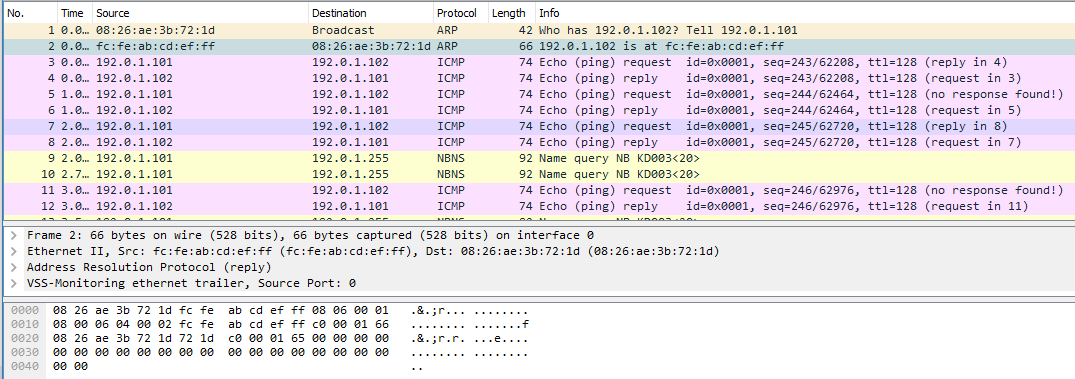 No. Time Source Destination Protocol Length Info
1 0.0… 08:26:ae:3b:72:1d Broadcast ARP 42 Who has 192.0.1.102? Tell 192.0.1.101
2 0.0… fc:fe:ab:cd:ef:ff 08:26:ae:3b:72:1d ARP 66 192.0.1.102 is at fc:fe:ab:cd:ef:ff
3 0.0… 192.0.1.101 192.0.1.102 ICMP 74 Echo (ping) request id=0x0001, seq=243/62208, ttl=128 (reply in 4)
4 0.0… 192.0.1.102 192.0.1.101 ICMP 74 Echo (ping) reply id=0x0001, seq=243/62208, ttl=128 (request in 3)
5 1.0… 192.0.1.101 192.0.1.102 ICMP 74 Echo (ping) request id=0x0001, seq=244/62464, ttl=128 (no response found!)
6 1.0… 192.0.1.102 192.0.1.101 ICMP 74 Echo (ping) reply id=0x0001, seq=244/62464, ttl=128 (request in 5)
7 2.0… 192.0.1.101 192.0.1.102 ICMP 74 Echo (ping) request id=0x0001, seq=245/62720, ttl=128 (reply in 8)
8 2.0… 192.0.1.102 192.0.1.101 ICMP 74 Echo (ping) reply id=0x0001, seq=245/62720, ttl=128 (request in 7)
9 2.0… 192.0.1.101 192.0.1.255 NBNS 92 Name query NB KD003<20>
10 2.7… 192.0.1.101 192.0.1.255 NBNS 92 Name query NB KD003<20>
11 3.0… 192.0.1.101 192.0.1.102 ICMP 74 Echo (ping) request id=0x0001, seq=246/62976, ttl=128 (no response found!)
12 3.0… 192.0.1.102 192.0.1.101 ICMP 74 Echo (ping) reply id=0x0001, seq=246/62976, ttl=128 (request in 11)
Frame 2: 66 bytes on wire (528 bits), 66 bytes captured (528 bits) on interface 0
Ethernet II, Src: fc:fe:ab:cd:ef:ff (fc:fe:ab:cd:ef:ff), Dst: 08:26:ae:3b:72:1d (08:26:ae:3b:72:1d)
Address Resolution Protocol (reply)
VSS-Monitoring ethernet trailer, Source Port: 0
0000 08 26 ae 3b 72 1d fc fe ab cd ef ff 08 06 00 01 .&.;r... ........
0010 08 00 06 04 00 02 fc fe ab cd ef ff c0 00 01 66 ........ .......f
0020 08 26 ae 3b 72 1d 72 1d c0 00 01 65 00 00 00 00 .&.;r.r. ...e....
0030 00 00 00 00 00 00 00 00 00 00 00 00 00 00 00 00 ........ ........
0040 00 00 ..